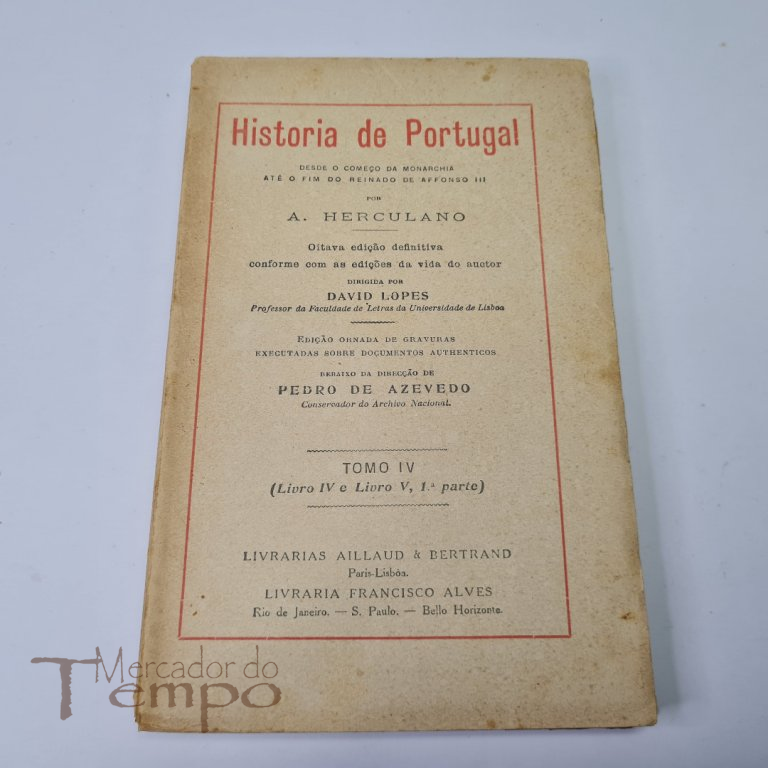 Historia de Portugal
DESDE O COMEÇO DA MONARCHIA
ATÉ O FIM DO REINADO DE AFFONSO III
POR
A. HERCULANO
Oitava edição definitiva
conforme com as edições da vida do auctor
DIRIGIDA POR
DAVID LOPES
Professor da Faculdade de Letras da Universidade de Lisboa
EDIÇÃO ORNADA DE GRAVURAS
EXECUTADAS SOBRE DOCUMENTOS AUTHENTICOS
DEBAIXO DA DIRECÇÃO DE
PEDRO DE AZEVEDO
Conservador do Archivo Nacional.
TOMO IV
(Livro IV e Livro V, 1.ª parte)
LIVRARIAS AILLAUD & BERTRAND
Paris-Lisbôa.
LIVRARIA FRANCISCO ALVES
Rio de Janeiro. — S. Paulo. — Bello Horizonte.
Mercador do
Tempo